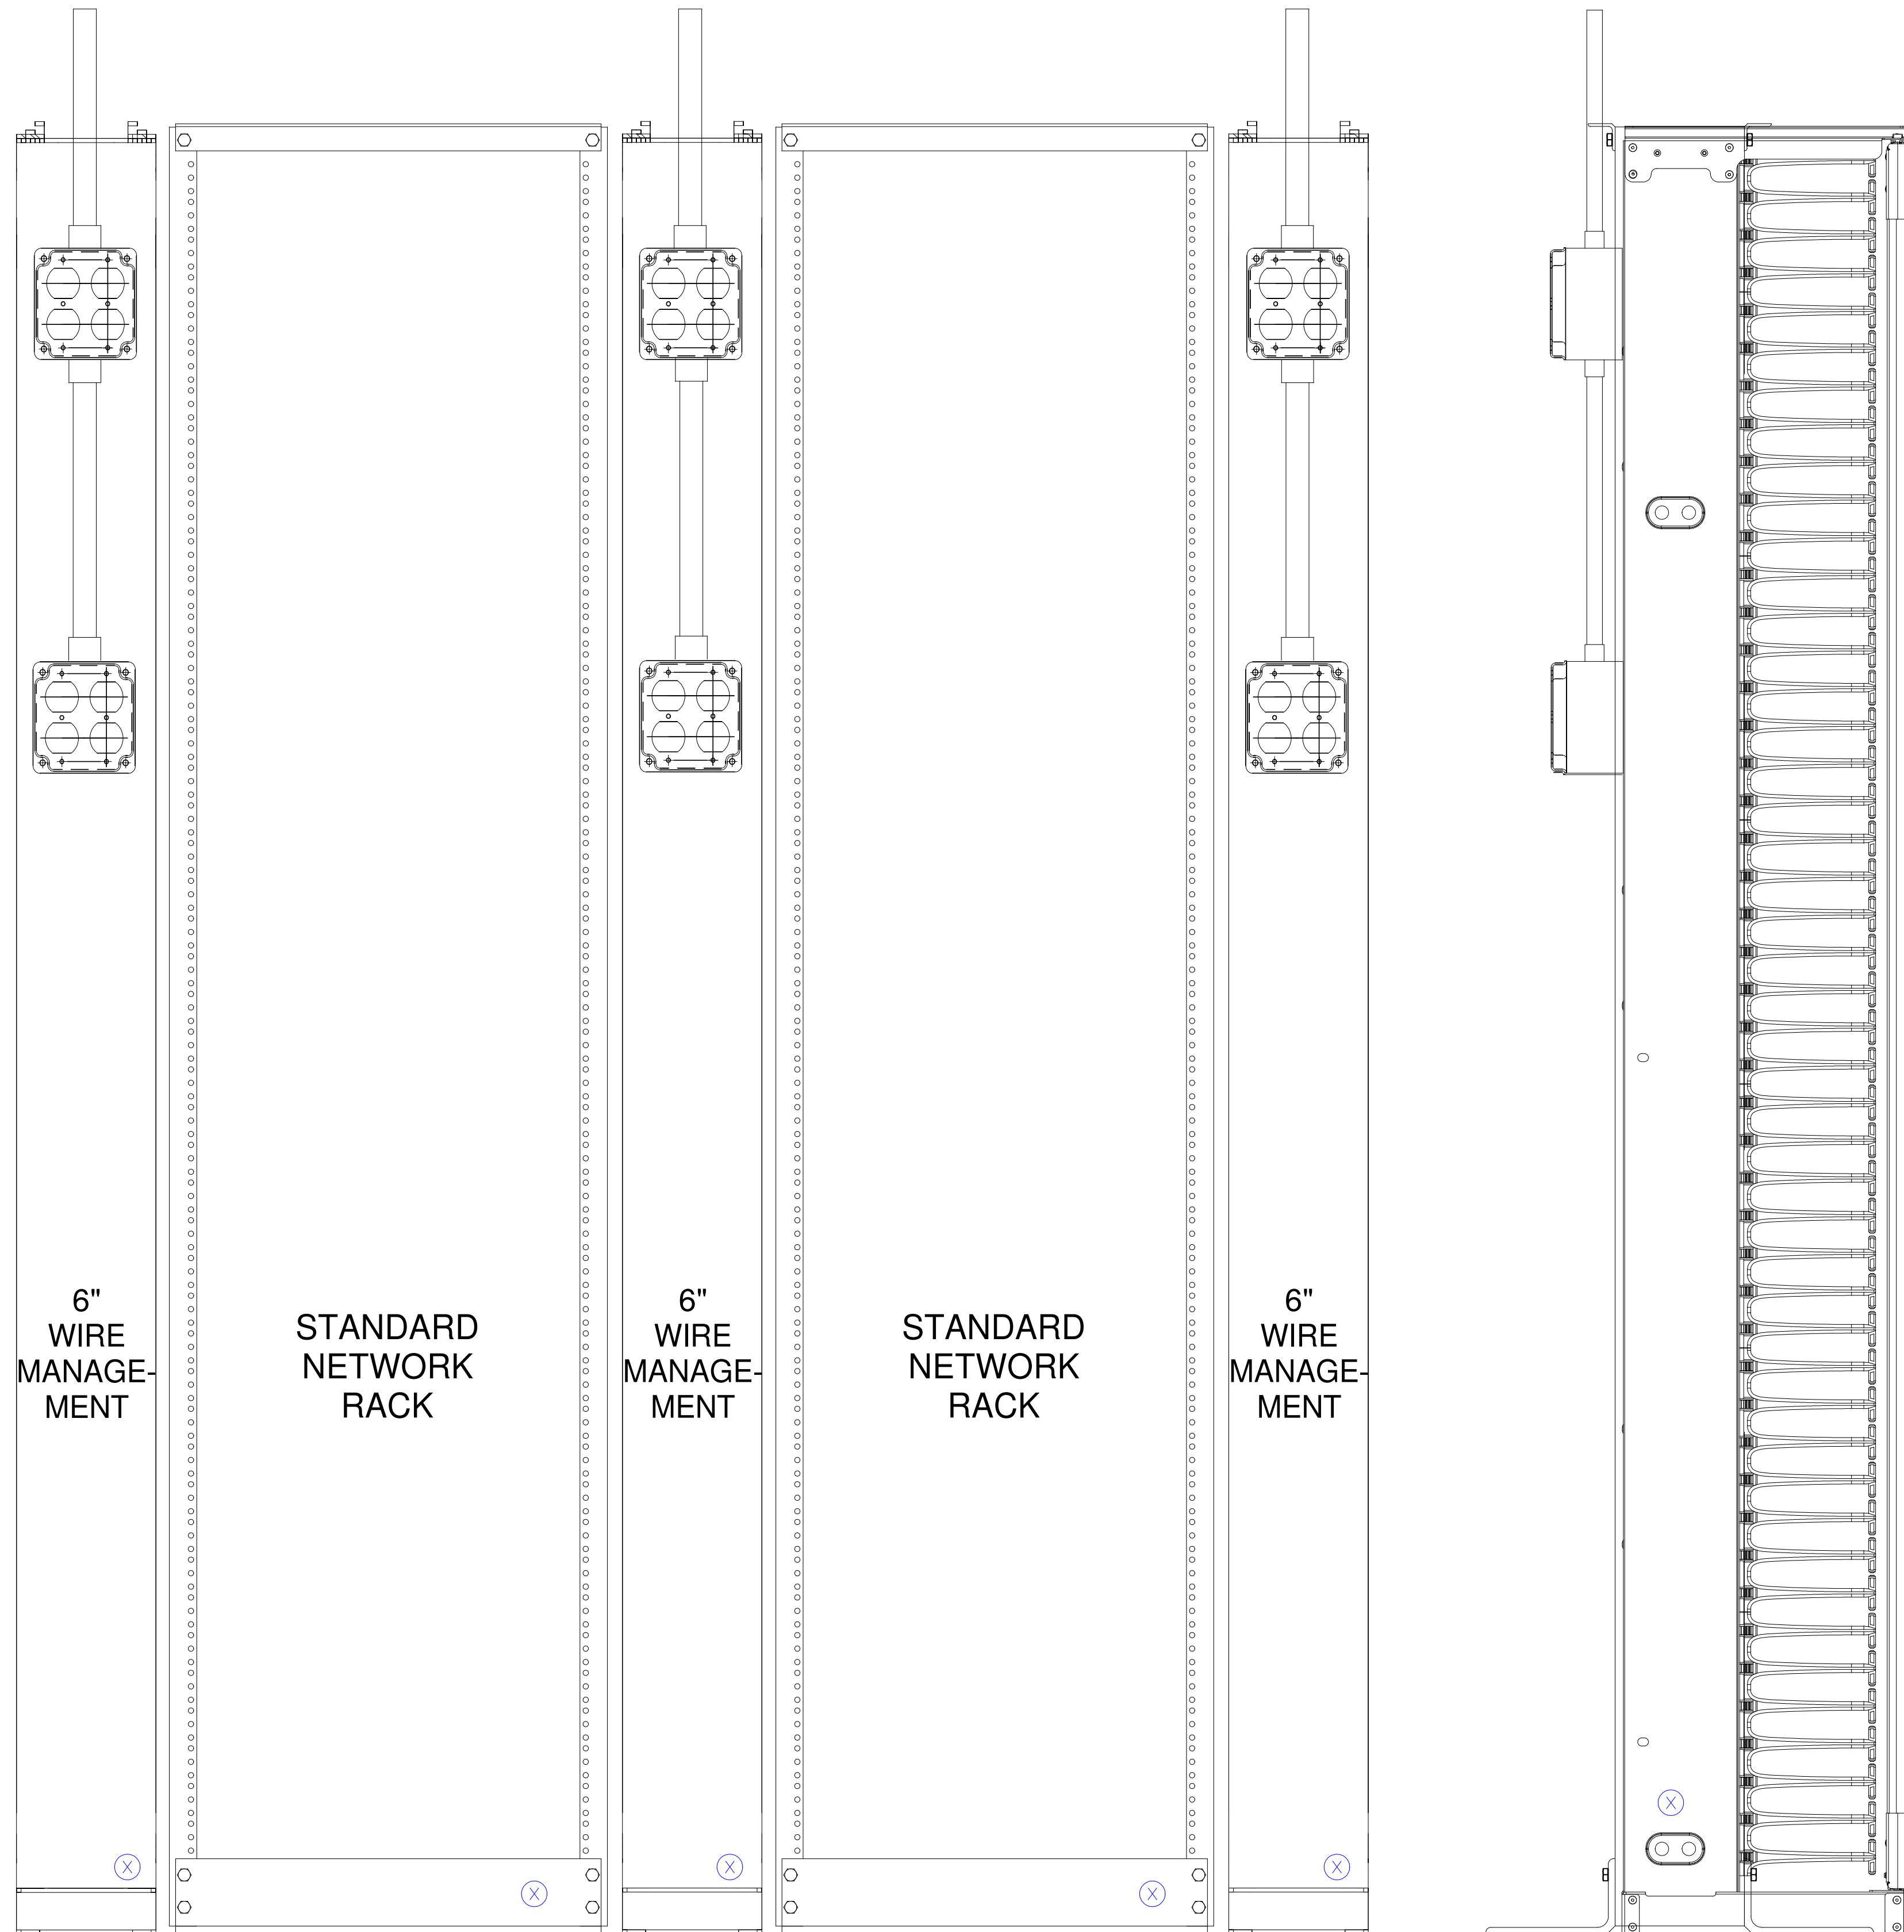 6"
WIRE
MANAGE-
MENT
STANDARD
NETWORK
RACK
6"
WIRE
MANAGE-
MENT
STANDARD
NETWORK
RACK
6"
WIRE
MANAGE-
MENT
X
X
X
X
X
X